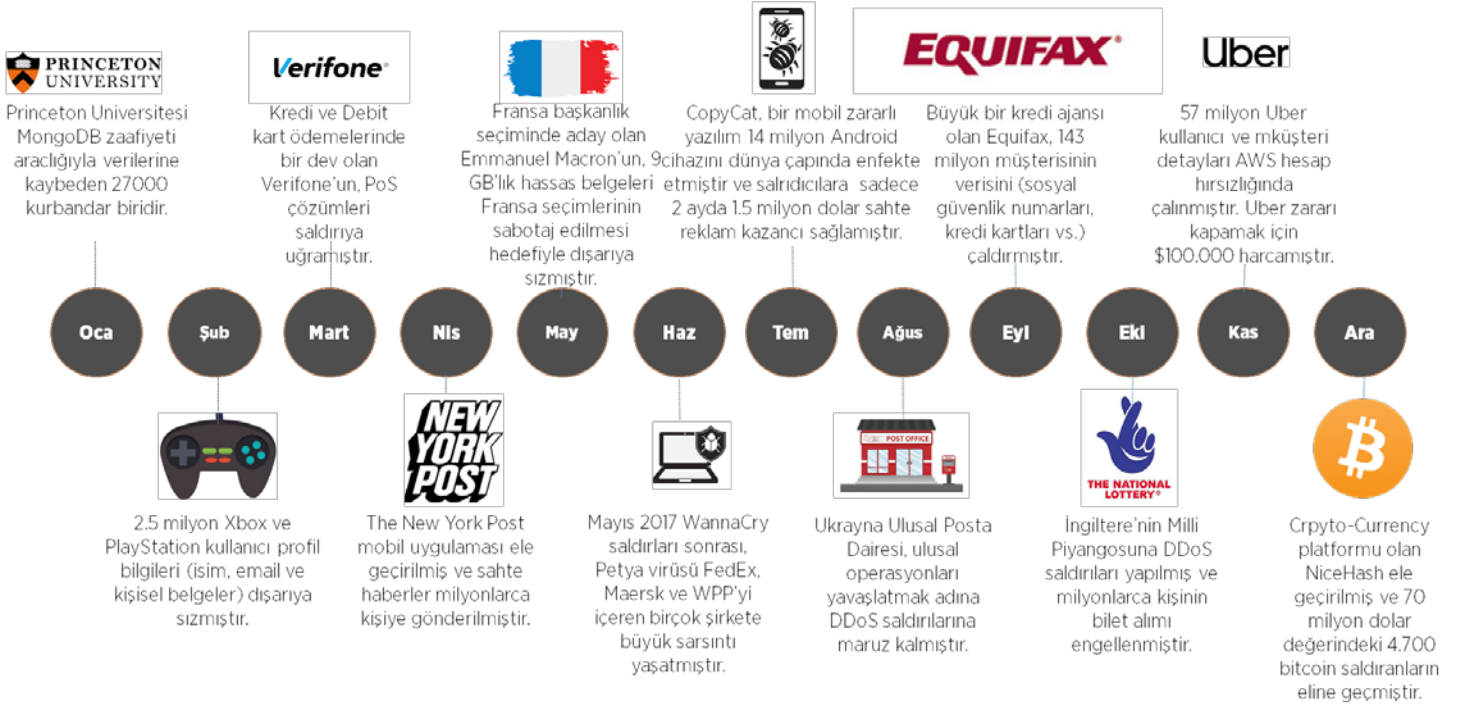 PRINCETON
UNIVERSITY
Princeton Universitesi
MongoDB zaafiyeti
araclığıyla verilerine
kaybeden 27000
kurbandar biridir.
Verifone
Kredi ve Debit
kart ödemelerinde
bir dev olan
Verifone'un, PoS
çözümleri
saldırıya
uğramıştır.
Fransa başkanlık
seçiminde aday olan
Emmanuel Macron'un, 9
GB'lık hassas belgeleri
Fransa seçimlerinin
sabotaj edilmesi
hedefiyle dışarıya
sızmıştır.
CopyCat, bir mobil zararlı
yazılım 14 milyon Android
cihazını dünya çapında enfekte
etmiştir ve salrıdıcılara sadece
2 ayda 1.5 milyon dolar sahte
reklam kazancı sağlamıştır.
EQUIFAX
Büyük bir kredi ajansı
olan Equifax, 143
milyon müşterisinin
verisini (sosyal
güvenlik numarları,
kredi kartları vs.)
çaldırmıştır.
Uber
57 milyon Uber
kullanıcı ve mküşteri
detayları AWS hesap
hırsızlığında
çalınmıştır. Uber zararı
kapamak için
$100.000 harcamıştır.
Oca
Şub
Mart
Nis
May
Haz
Tem
Ağus
Eyl
Eki
Kas
Ara
2.5 milyon Xbox ve
PlayStation kullanıcı profil
bilgileri (isim, email ve
kişisel belgeler) dışarıya
sızmıştır.
NEW
YORK
POST
The New York Post
mobil uygulaması ele
geçirilmiş ve sahte
haberler milyonlarca
kişiye gönderilmiştir.
Mayıs 2017 WannaCry
saldırları sonrası,
Petya virüsü FedEx,
Maersk ve WPP'yi
içeren birçok şirkete
büyük sarsıntı
yaşatmıştır.
POST OFFICE
Ukrayna Ulusal Posta
Dairesi, ulusal
operasyonları
yavaşlatmak adına
DDoS saldırılarına
maruz kalmıştır.
THE NATIONAL
LOTTERY®
İngiltere'nin Milli
Piyangosuna DDoS
saldırıları yapılmış ve
milyonlarca kişinin
bilet alımı
engellenmiştir.
Crpyto-Currency
platformu olan
NiceHash ele
geçirilmiş ve 70
milyon dolar
değerindeki 4.700
bitcoin saldıranların
eline geçmiştir.